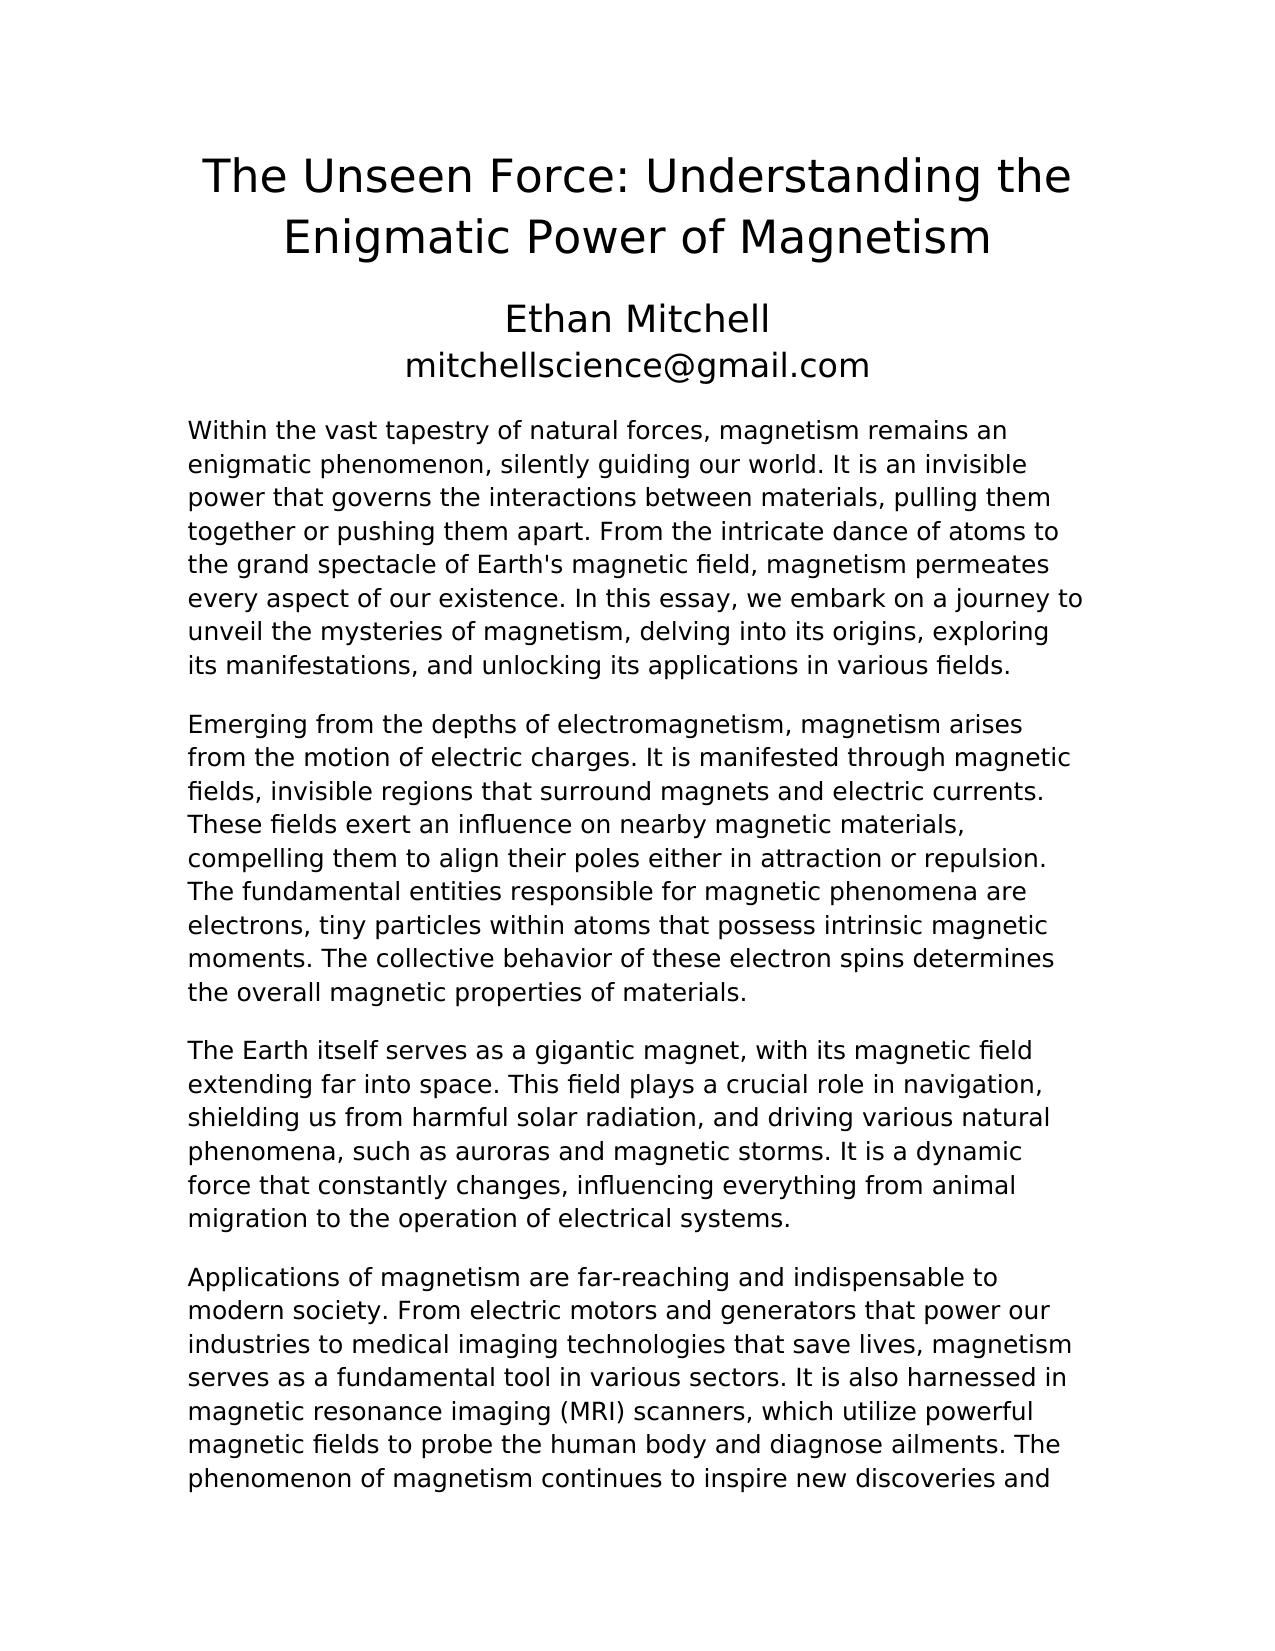 The Unseen Force: Understanding the
Enigmatic Power of Magnetism
Ethan Mitchell
mitchellscience@gmail.com
Within the vast tapestry of natural forces, magnetism remains an
enigmatic phenomenon, silently guiding our world. It is an invisible
power that governs the interactions between materials, pulling them
together or pushing them apart. From the intricate dance of atoms to
the grand spectacle of Earth's magnetic field, magnetism permeates
every aspect of our existence. In this essay, we embark on a journey to
unveil the mysteries of magnetism, delving into its origins, exploring
its manifestations, and unlocking its applications in various fields.
Emerging from the depths of electromagnetism, magnetism arises
from the motion of electric charges. It is manifested through magnetic
fields, invisible regions that surround magnets and electric currents.
These fields exert an influence on nearby magnetic materials,
compelling them to align their poles either in attraction or repulsion.
The fundamental entities responsible for magnetic phenomena are
electrons, tiny particles within atoms that possess intrinsic magnetic
moments. The collective behavior of these electron spins determines
the overall magnetic properties of materials.
The Earth itself serves as a gigantic magnet, with its magnetic field
extending far into space. This field plays a crucial role in navigation,
shielding us from harmful solar radiation, and driving various natural
phenomena, such as auroras and magnetic storms. It is a dynamic
force that constantly changes, influencing everything from animal
migration to the operation of electrical systems.
Applications of magnetism are far-reaching and indispensable to
modern society. From electric motors and generators that power our
industries to medical imaging technologies that save lives, magnetism
serves as a fundamental tool in various sectors. It is also harnessed in
magnetic resonance imaging (MRI) scanners, which utilize powerful
magnetic fields to probe the human body and diagnose ailments. The
phenomenon of magnetism continues to inspire new discoveries and